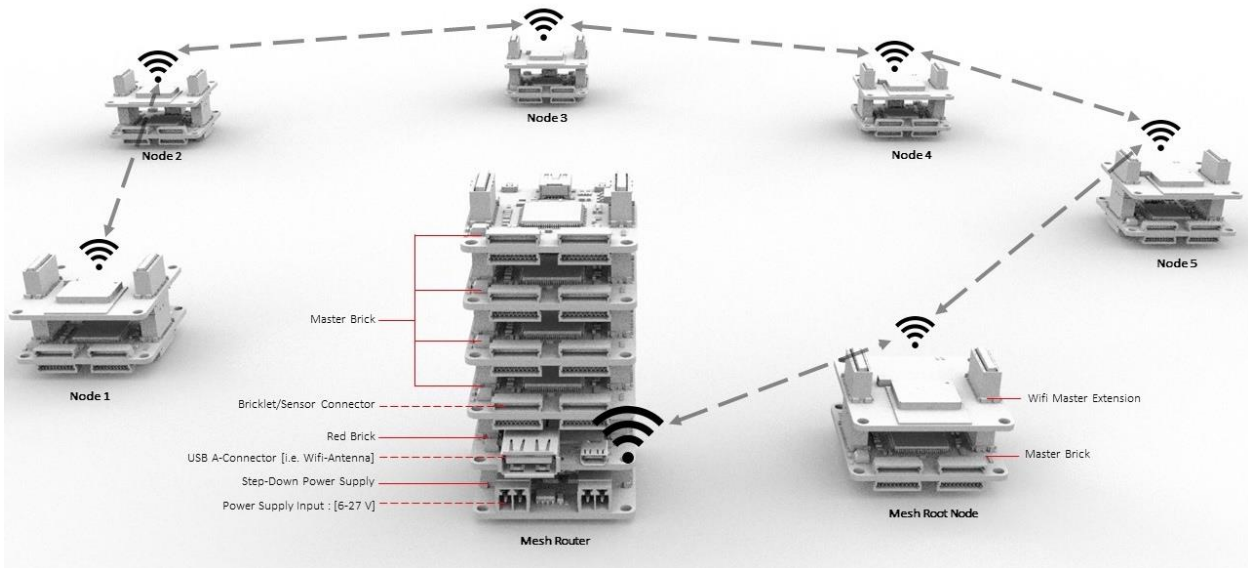 Node 3
Node 2
Node 4
Node 5
Node 1
Master Brick
Bricklet/Sensor Connector
Red Brick
USB A-Connector [i.e. Wifi-Antenna]
Step-Down Power Supply
Power Supply Input : [6-27 V]
Mesh Router
Wifi Master Extension
Master Brick
Mesh Root Node